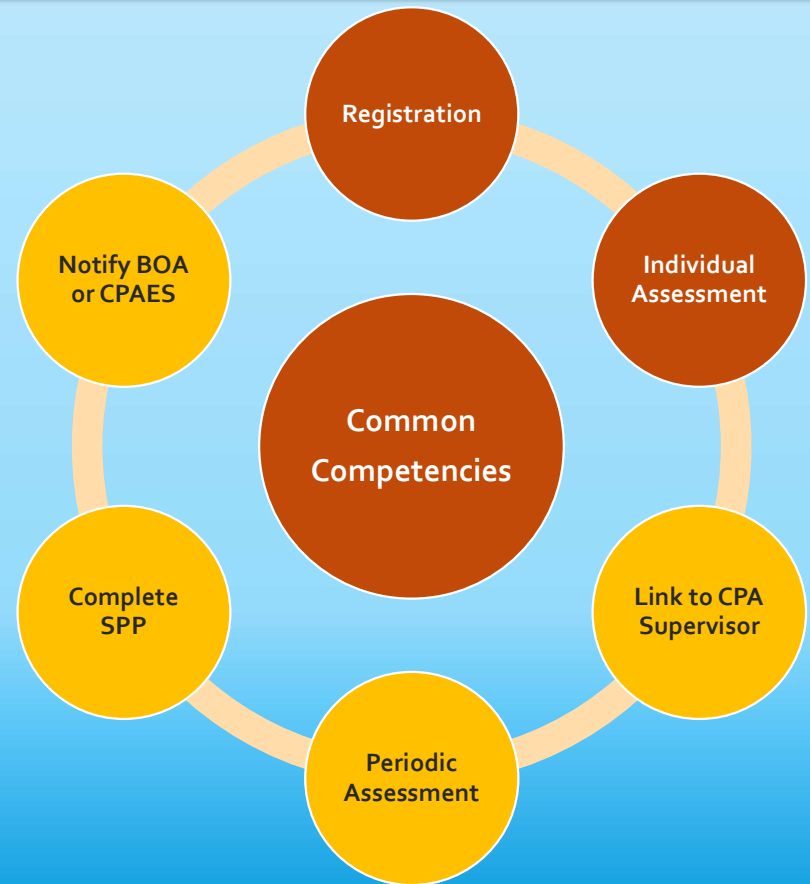 Registration
Individual
Assessment
Link to CPA
Supervisor
Periodic
Assessment
Complete
SPP
Notify BOA
or CPAES
Common
Competencies